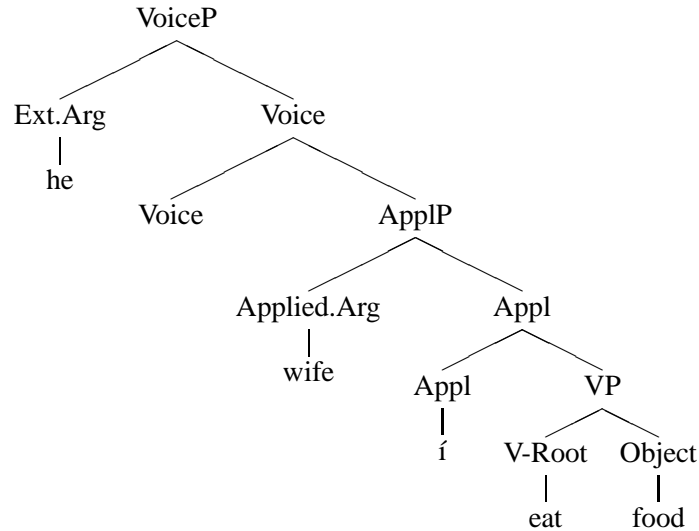 VoiceP
Ext.Arg Voice
he
Voice ApplP
Applied.Arg Appl
wife
Appl VP
í
V-Root Object
eat food